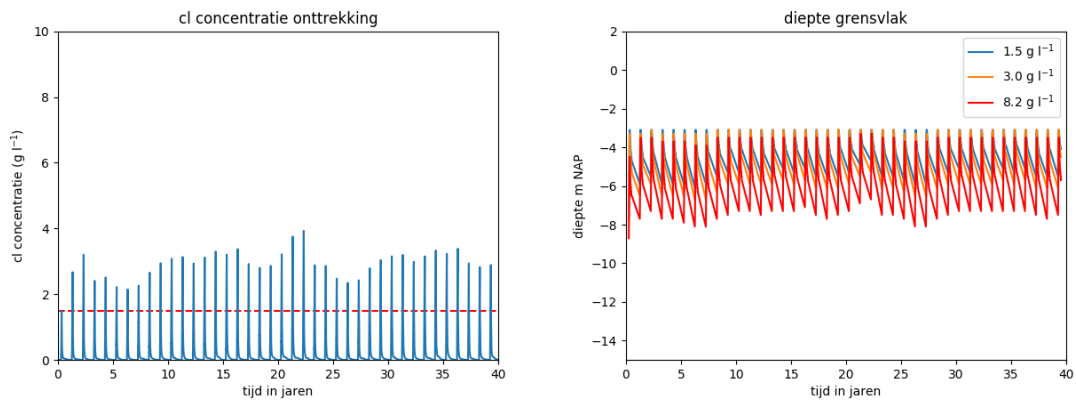 cl concentratie onttrekking
10
8
6
4
2
0
cl concentratie (g l⁻¹)
0 5 10 15 20 25 30 35 40
tijd in jaren
diepte grensvlak
2
0
−2
−4
−6
−8
−10
−12
−14
diepte m NAP
1.5 g l⁻¹
3.0 g l⁻¹
8.2 g l⁻¹
0 5 10 15 20 25 30 35 40
tijd in jaren